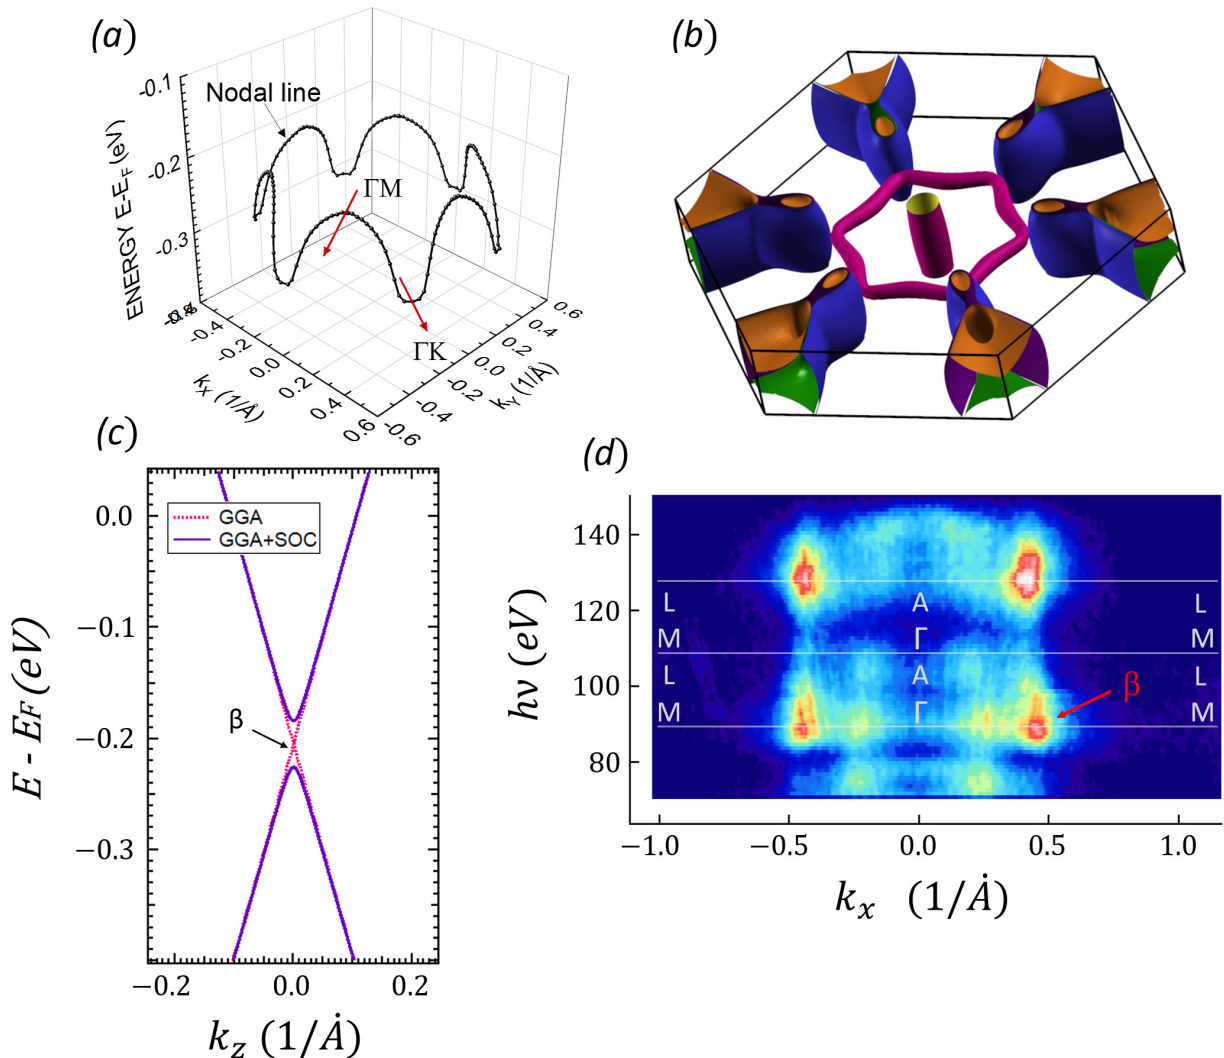 (a)
Nodal line
ΓM
ΓK
ENERGY E-E_F (eV)
-0.1
-0.2
-0.3
-0.4
-0.2
0.0
0.2
0.4
0.6
k_X (1/Å)
-0.6
-0.4
-0.2
0.0
0.2
0.4
0.6
k_Y (1/Å)
(b)
(c)
GGA
GGA+SOC
β
0.0
−0.1
−0.2
−0.3
E - E_F (eV)
−0.2 0.0 0.2
k_z (1/Å)
(d)
140
120
100
80
hν (eV)
L A L
M Γ M
L A L
M Γ M
β
−1.0 −0.5 0.0 0.5 1.0
k_x (1/Å)